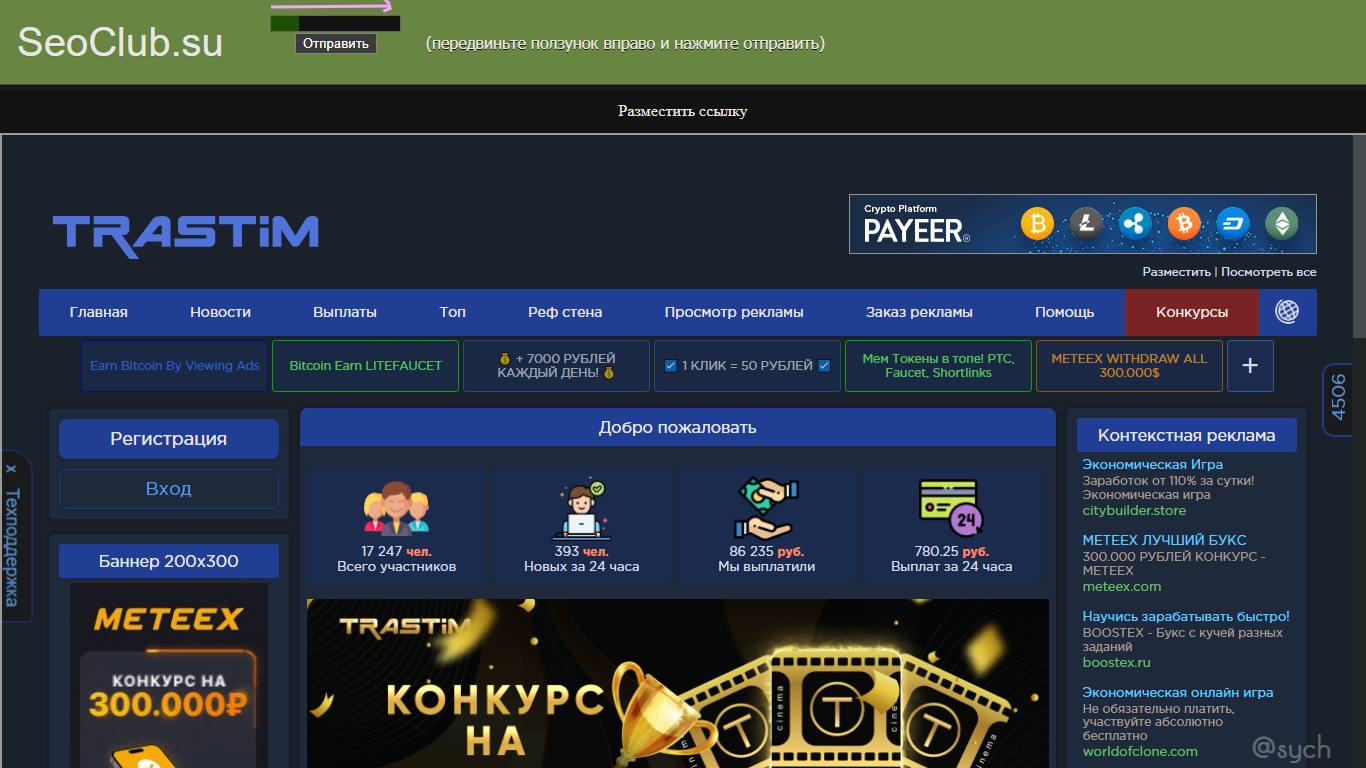 SeoClub.su
Отправить
(передвиньте ползунок вправо и нажмите отправить)
Разместить ссылку
TRASTiM
Crypto Platform
PAYEER®
Разместить | Посмотреть все
Главная
Новости
Выплаты
Топ
Реф стена
Просмотр рекламы
Заказ рекламы
Помощь
Конкурсы
Earn Bitcoin By Viewing Ads
Bitcoin Earn LITEFAUCET
💰 + 7000 РУБЛЕЙ
КАЖДЫЙ ДЕНЬ! 💰
☑ 1 КЛИК = 50 РУБЛЕЙ ☑
Мем Токены в топе! PTC,
Faucet, Shortlinks
METEEX WITHDRAW ALL
300.000$
+
4506
x Техподдержка
Регистрация
Вход
Баннер 200x300
METEEX
КОНКУРС НА
300.000₽
Добро пожаловать
17 247 чел.
Всего участников
393 чел.
Новых за 24 часа
86 235 руб.
Мы выплатили
24
780.25 руб.
Выплат за 24 часа
TRASTiM
КОНКУРС
НА
cinema
cinema
cinema
Контекстная реклама
Экономическая Игра
Заработок от 110% за сутки!
Экономическая игра
citybuilder.store
METEEX ЛУЧШИЙ БУКС
300.000 РУБЛЕЙ КОНКУРС -
METEEX
meteex.com
Научись зарабатывать быстро!
BOOSTEX - Букс с кучей разных
заданий
boostex.ru
Экономическая онлайн игра
Не обязательно платить,
участвуйте абсолютно
бесплатно
worldofclone.com
@sych